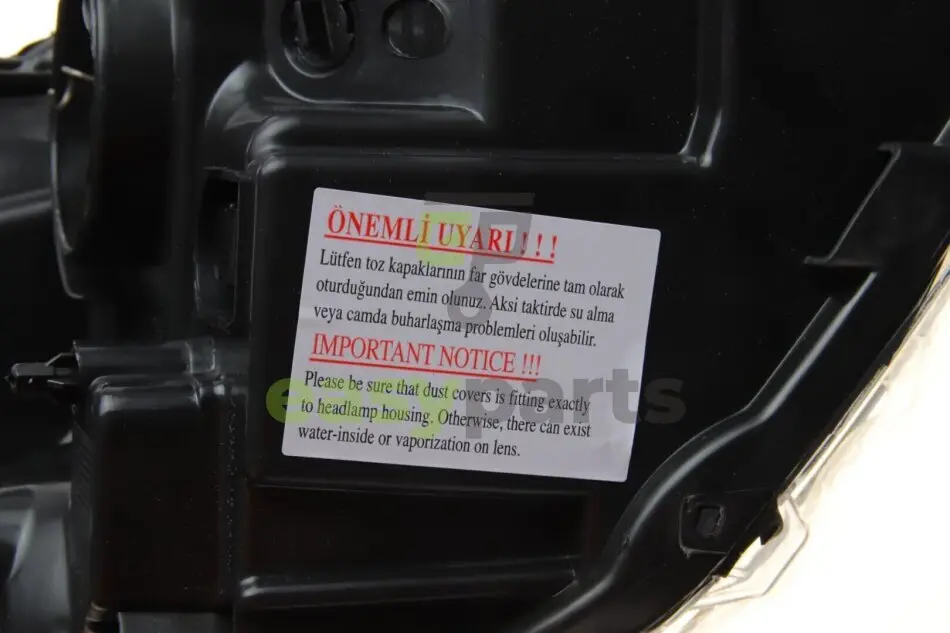 ÖNEMLİ UYARI ! ! !
Lütfen toz kapaklarının far gövdelerine tam olarak
oturduğundan emin olunuz. Aksi taktirde su alma
veya camda buharlaşma problemleri oluşabilir.
IMPORTANT NOTICE !!!
Please be sure that dust covers is fitting exactly
to headlamp housing. Otherwise, there can exist
water-inside or vaporization on lens.
easyparts